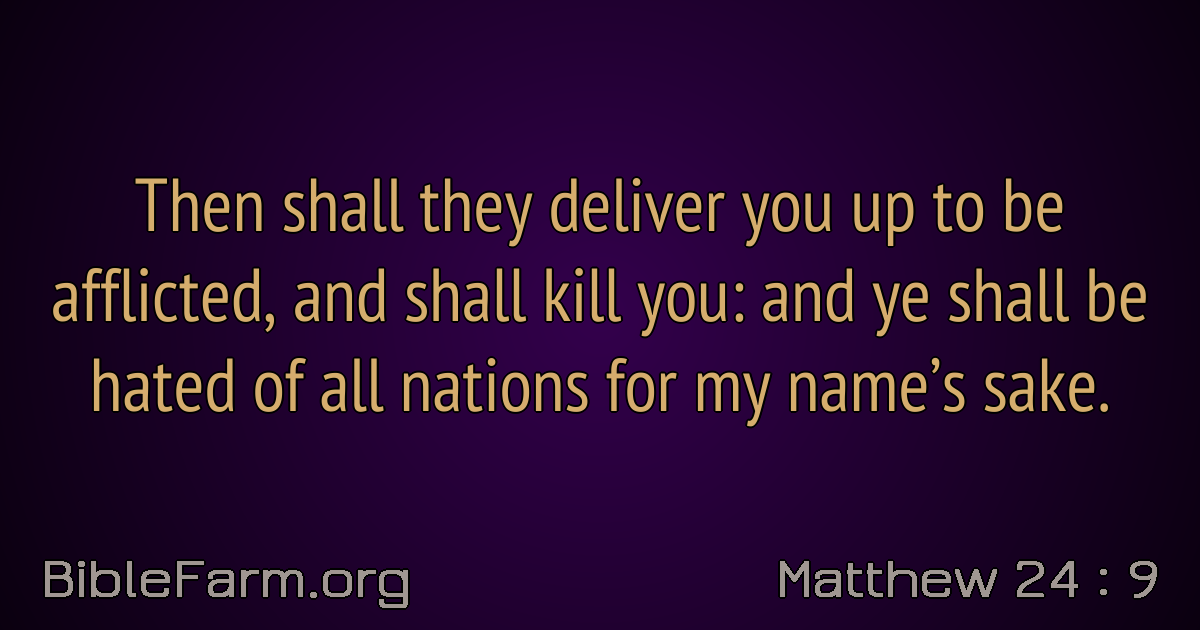 Then shall they deliver you up to be
afflicted, and shall kill you: and ye shall be
hated of all nations for my name’s sake.
BibleFarm.org
Matthew 24 : 9